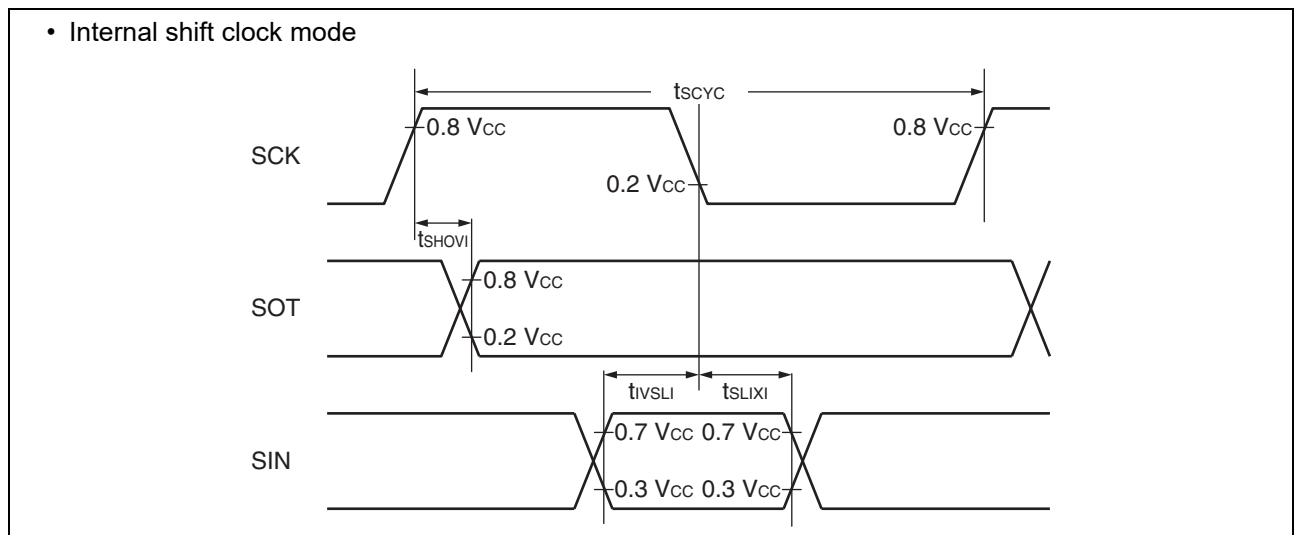 • Internal shift clock mode
tSCYC
0.8 VCC
0.8 VCC
SCK
0.2 VCC
tSHOVI
0.8 VCC
SOT
0.2 VCC
tIVSLI
tSLIXI
0.7 VCC
0.7 VCC
SIN
0.3 VCC
0.3 VCC